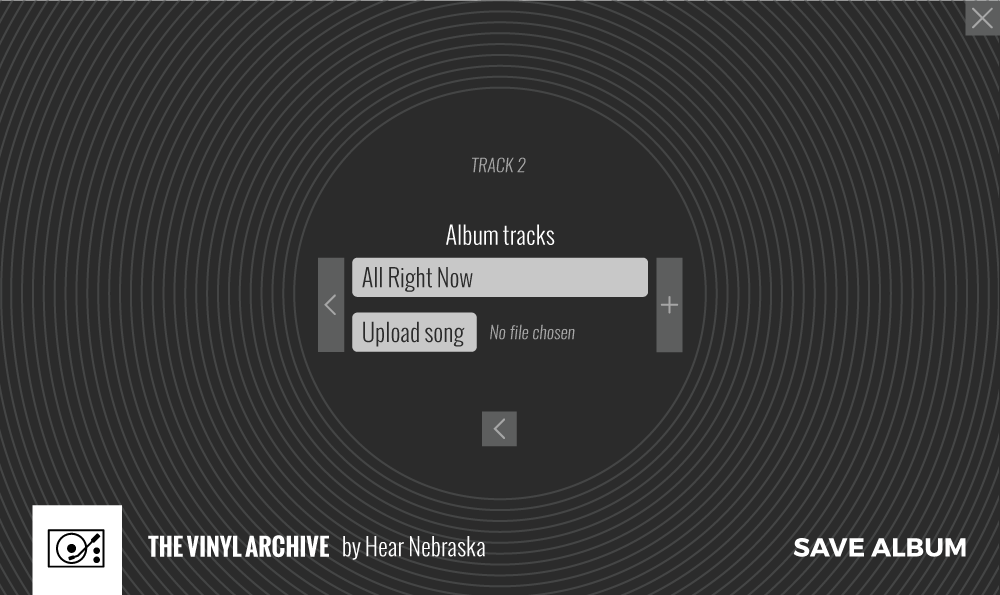 TRACK 2
Album tracks
All Right Now
Upload song No file chosen
THE VINYL ARCHIVE by Hear Nebraska
SAVE ALBUM